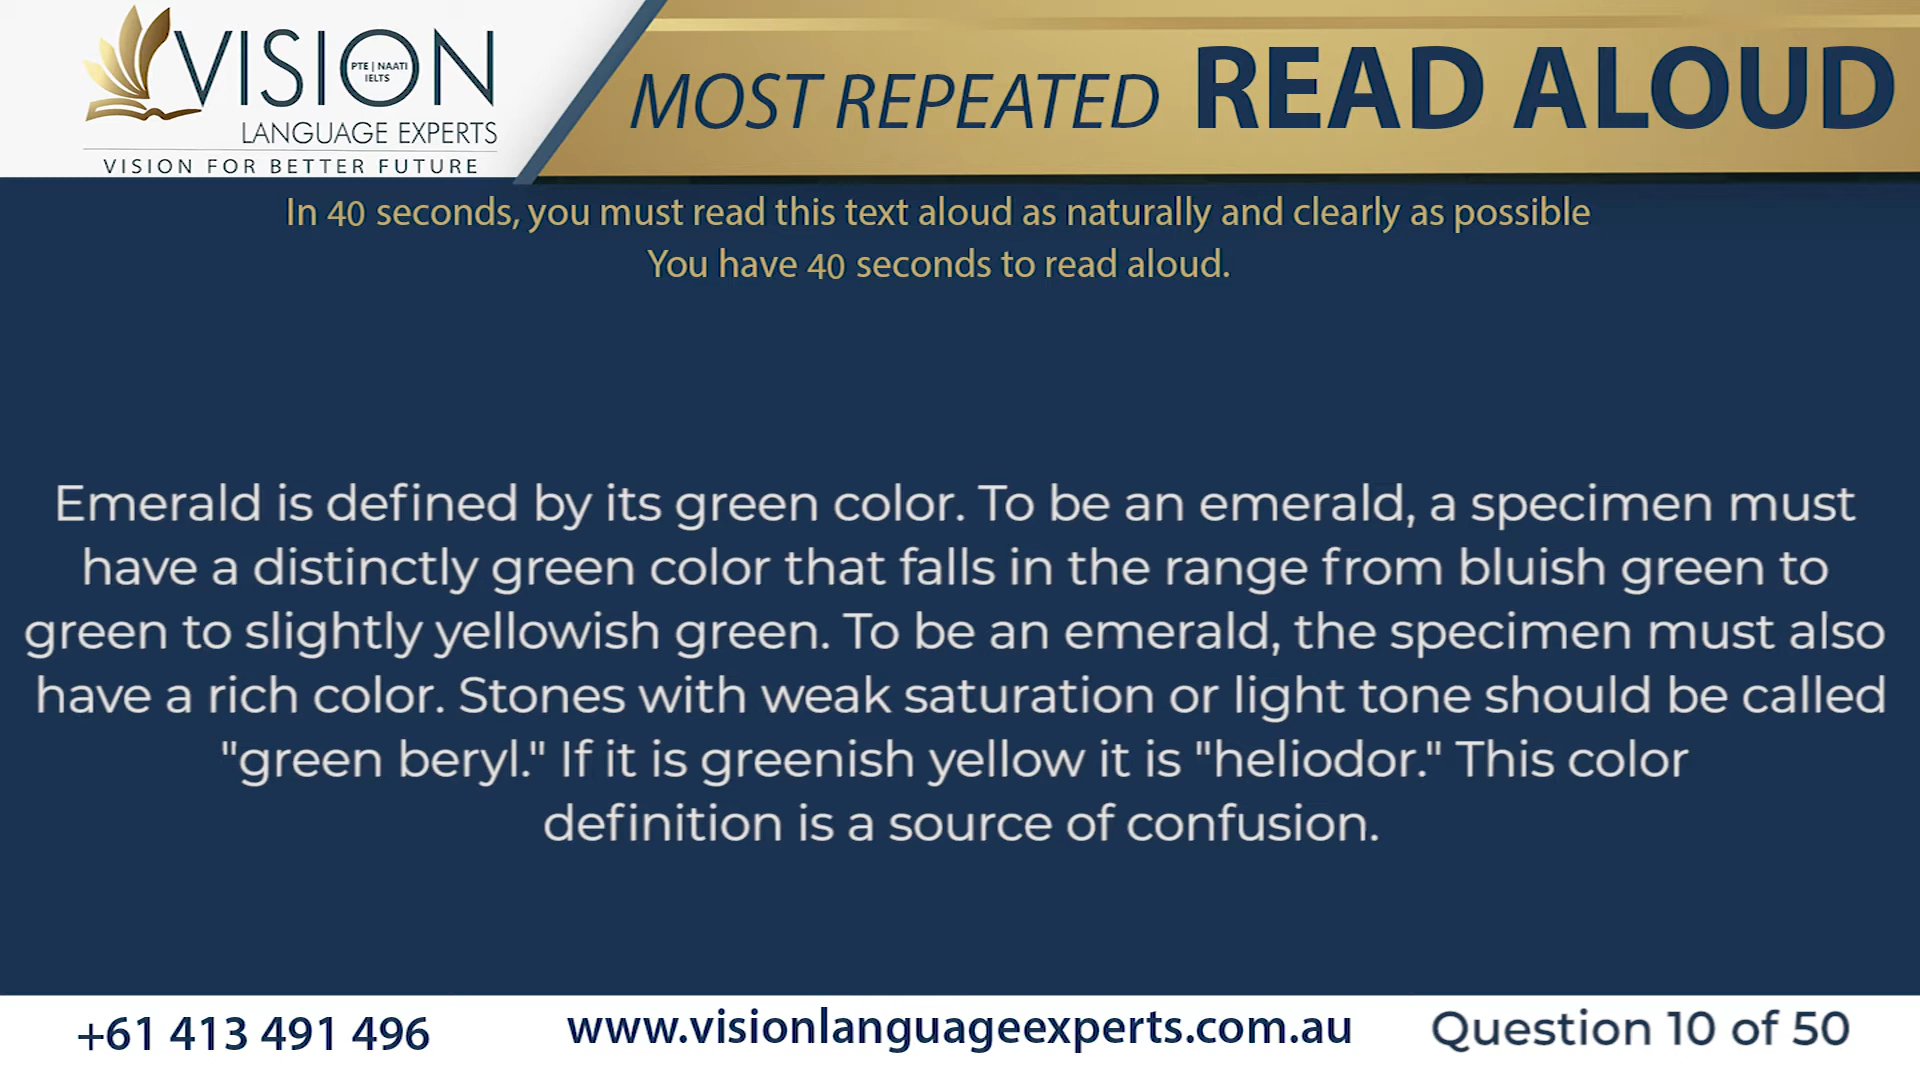 VISION
PTE | NAATI
IELTS
LANGUAGE EXPERTS
VISION FOR BETTER FUTURE
MOST REPEATED READ ALOUD
In 40 seconds, you must read this text aloud as naturally and clearly as possible
You have 40 seconds to read aloud.
Emerald is defined by its green color. To be an emerald, a specimen must
have a distinctly green color that falls in the range from bluish green to
green to slightly yellowish green. To be an emerald, the specimen must also
have a rich color. Stones with weak saturation or light tone should be called
"green beryl." If it is greenish yellow it is "heliodor." This color
definition is a source of confusion.
+61 413 491 496
www.visionlanguageexperts.com.au
Question 10 of 50